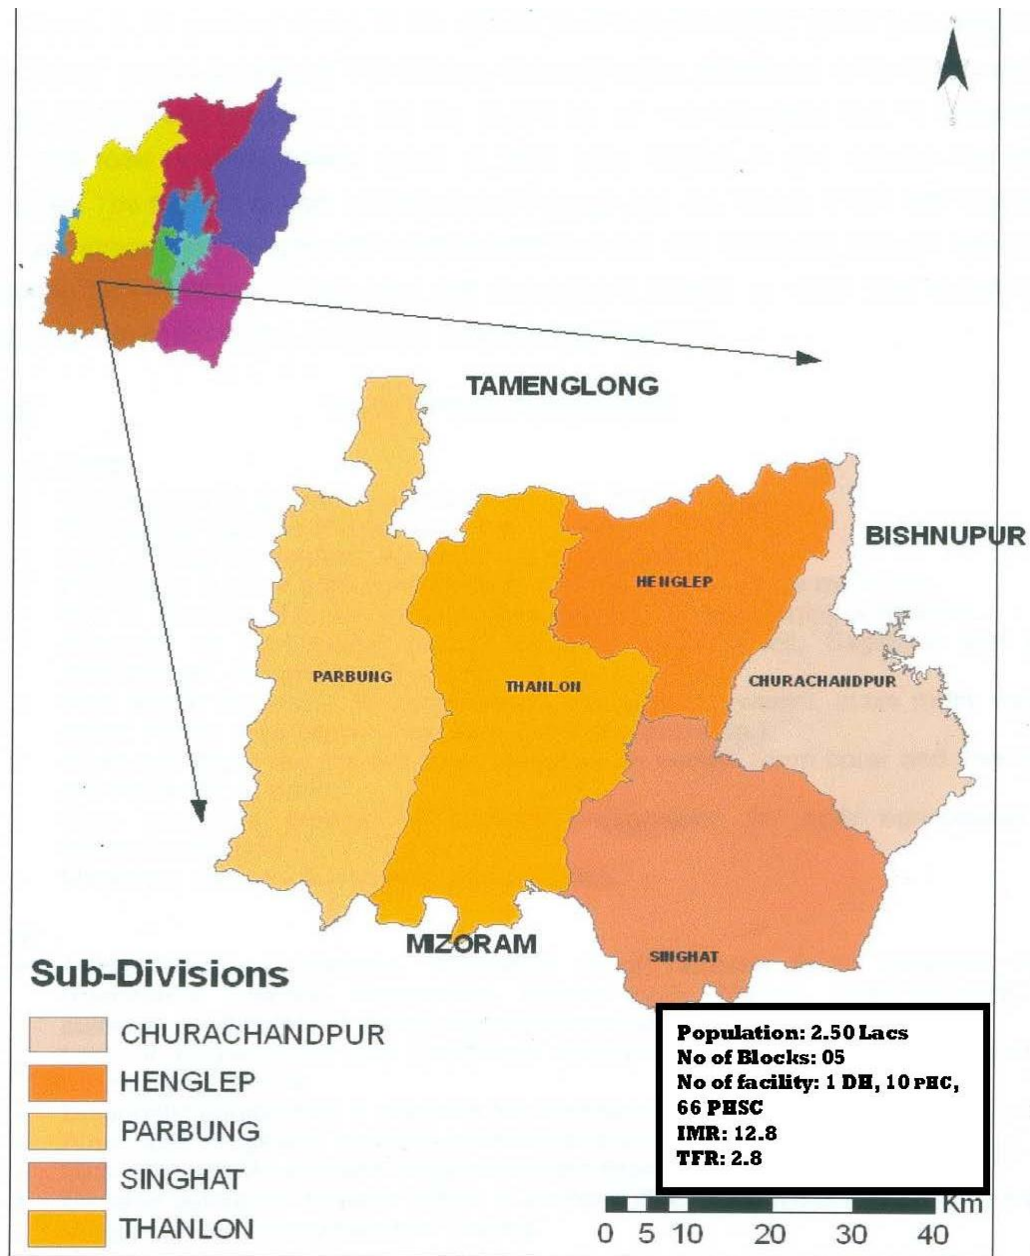 N
S
TAMENGLONG
BISHNUPUR
HENGLEP
PARBUNG
THANLON
CHURACHANDPUR
MIZORAM
SINGHAT
Sub-Divisions
CHURACHANDPUR
HENGLEP
PARBUNG
SINGHAT
THANLON
Population: 2.50 Lacs
No of Blocks: 05
No of facility: 1 DH, 10 PHC,
66 PHSC
IMR: 12.8
TFR: 2.8
Km
0 5 10 20 30 40